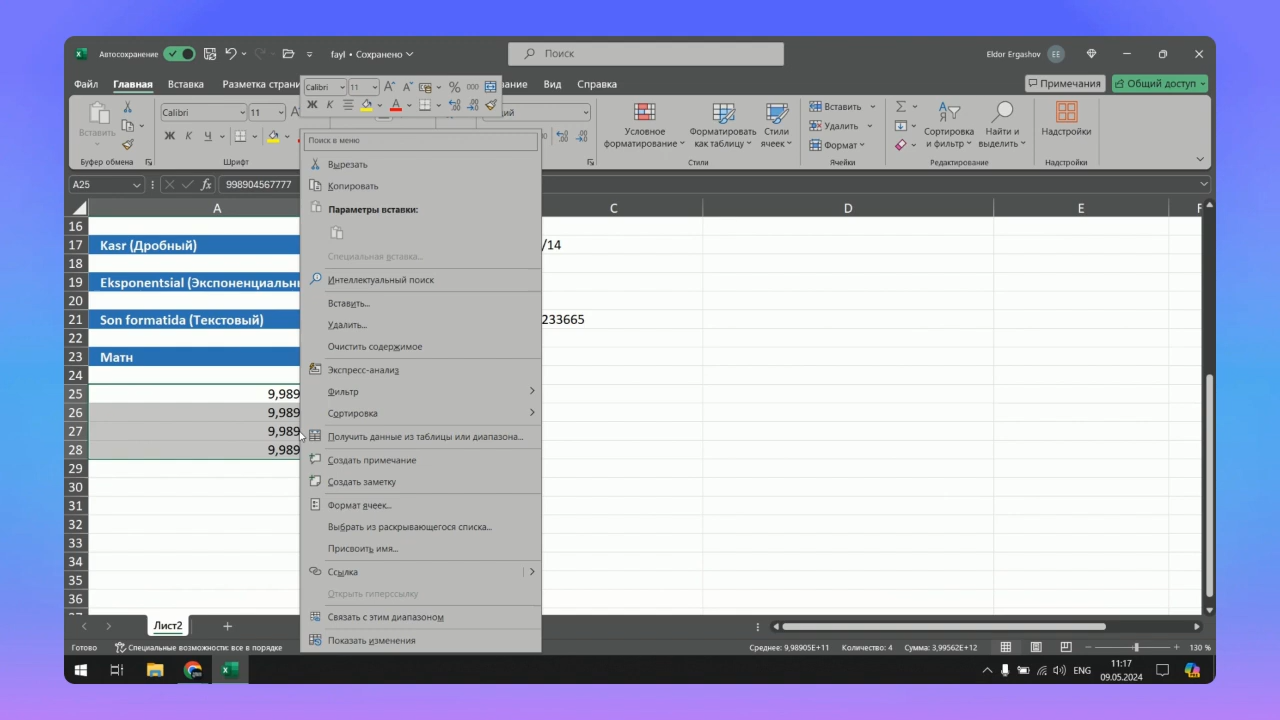 Автосохранение
fayl • Сохранено
Поиск
Eldor Ergashov
EE
Файл
Главная
Вставка
Разметка страни
ание
Вид
Справка
Примечания
Общий доступ
Calibri
11
Ж К
Вставить
Calibri
11
Ж К Ч
ий
Условное форматирование
Форматировать как таблицу
Стили ячеек
Вставить
Удалить
Формат
Сортировка и фильтр
Найти и выделить
Надстройки
Буфер обмена
Шрифт
Стили
Ячейки
Редактирование
Надстройки
A25
998904567777
A
C
D
E
F
16
17 Kasr (Дробный) /14
18
19 Eksponentsial (Экспоненциальн
20
21 Son formatida (Текстовый) 233665
22
23 Матн
24
25 9,989
26 9,989
27 9,989
28 9,989
29
30
31
32
33
34
35
36
Поиск в меню
Вырезать
Копировать
Параметры вставки:
Специальная вставка...
Интеллектуальный поиск
Вставить...
Удалить...
Очистить содержимое
Экспресс-анализ
Фильтр
Сортировка
Получить данные из таблицы или диапазона...
Создать примечание
Создать заметку
Формат ячеек...
Выбрать из раскрывающегося списка...
Присвоить имя...
Ссылка
Открыть гиперссылку
Связать с этим диапазоном
Показать изменения
Лист2
Готово
Специальные возможности: все в порядке
Среднее: 9,98905E+11
Количество: 4
Сумма: 3,99562E+12
130 %
ENG
11:17
09.05.2024